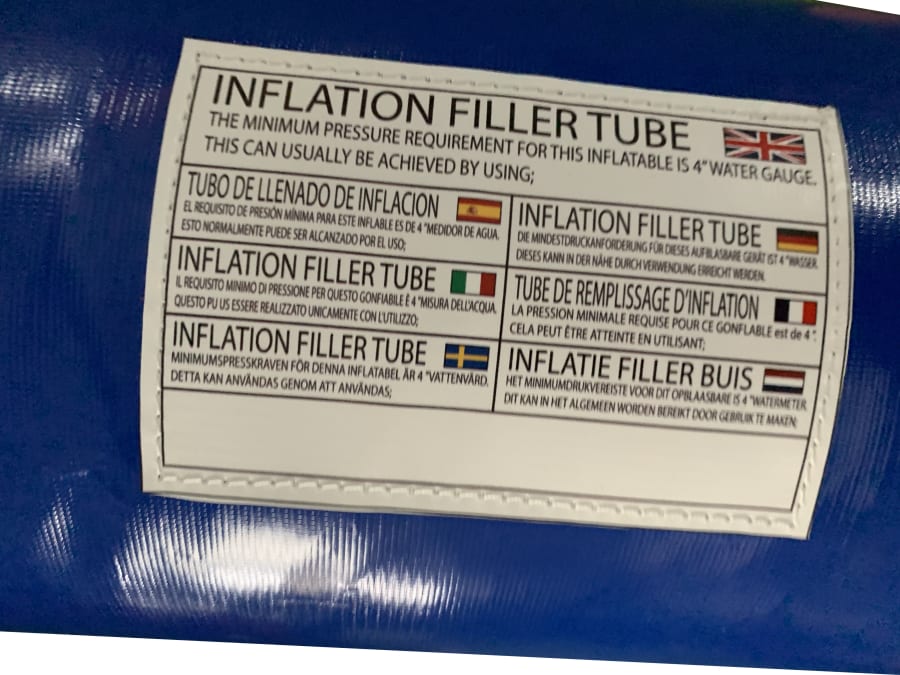 INFLATION FILLER TUBE
THE MINIMUM PRESSURE REQUIREMENT FOR THIS INFLATABLE IS 4" WATER GAUGE.
THIS CAN USUALLY BE ACHIEVED BY USING;
TUBO DE LLENADO DE INFLACION
EL REQUISITO DE PRESIÓN MÍNIMA PARA ESTE INFLABLE ES DE 4 "MEDIDOR DE AGUA.
ESTO NORMALMENTE PUEDE SER ALCANZADO POR EL USO;
INFLATION FILLER TUBE
DIE MINDESTDRUCKANFORDERUNG FÜR DIESES AUFBLASBARE GERÄT IST 4 "WASSER.
DIESES KANN IN DER NÄHE DURCH VERWENDUNG ERREICHT WERDEN.
INFLATION FILLER TUBE
IL REQUISITO MINIMO DI PRESSIONE PER QUESTO GONFIABILE È 4 "MISURA DELL'ACQUA.
QUESTO PU US ESSERE REALIZZATO UNICAMENTE CON L'UTILIZZO;
TUBE DE REMPLISSAGE D'INFLATION
LA PRESSION MINIMALE REQUISE POUR CE GONFLABLE est de 4 ".
CELA PEUT ÊTRE ATTEINTE EN UTILISANT;
INFLATION FILLER TUBE
MINIMUMSPRESSKRAVEN FÖR DENNA INFLATABEL ÄR 4 "VATTENVÄRD.
DETTA KAN ANVÄNDAS GENOM ATT ANVÄNDAS;
INFLATIE FILLER BUIS
HET MINIMUMDRUKVEREISTE VOOR DIT OPBLAASBARE IS 4 "WATERMETER.
DIT KAN IN HET ALGEMEEN WORDEN BEREIKT DOOR GEBRUIK TE MAKEN;